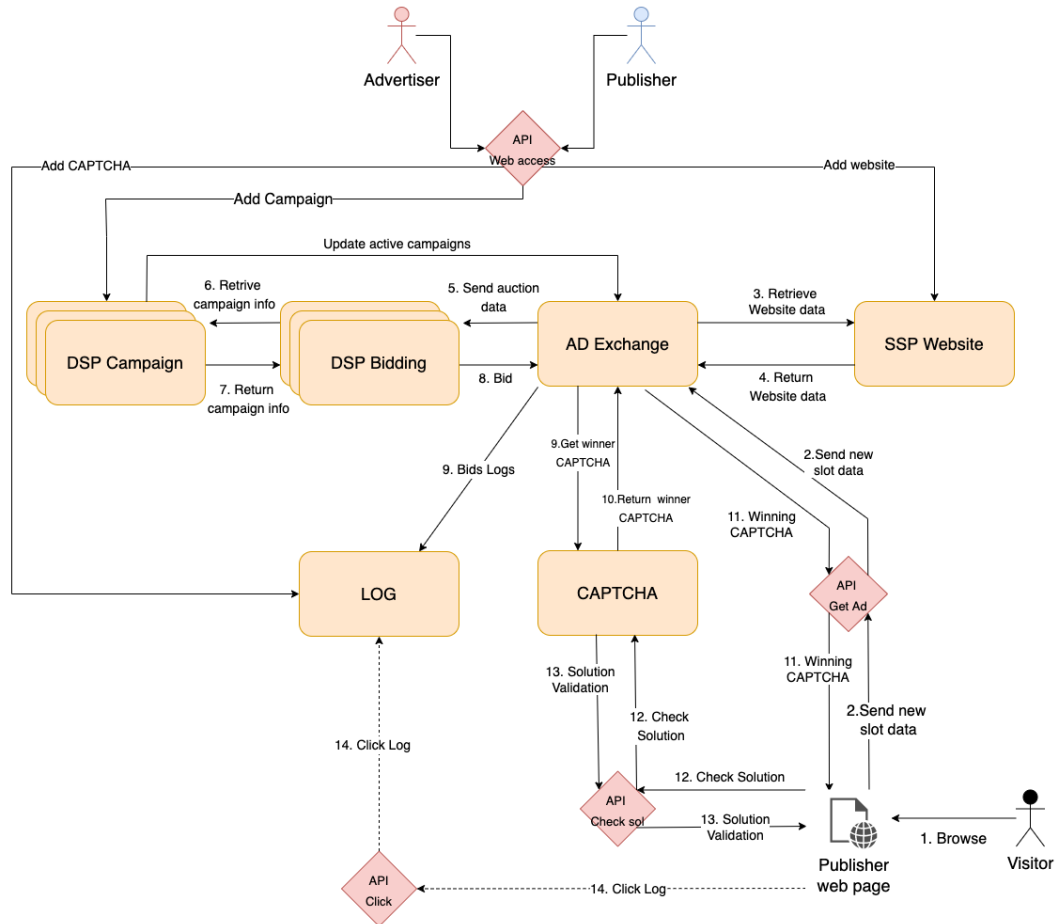 Advertiser
Publisher
API
Web access
Add CAPTCHA
Add website
Add Campaign
Update active campaigns
6. Retrive
campaign info
5. Send auction
data
3. Retrieve
Website data
DSP Campaign
DSP Bidding
AD Exchange
SSP Website
7. Return
campaign info
8. Bid
4. Return
Website data
9. Bids Logs
9.Get winner
CAPTCHA
10.Return winner
CAPTCHA
2.Send new
slot data
11. Winning
CAPTCHA
LOG
CAPTCHA
API
Get Ad
13. Solution
Validation
11. Winning
CAPTCHA
12. Check
Solution
2.Send new
slot data
14. Click Log
12. Check Solution
API
Check sol
13. Solution
Validation
1. Browse
Publisher
web page
Visitor
API
Click
14. Click Log